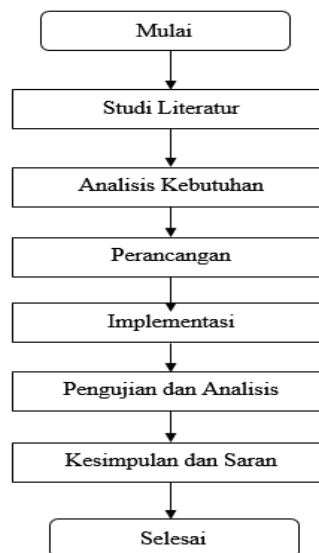 Mulai
Studi Literatur
Analisis Kebutuhan
Perancangan
Implementasi
Pengujian dan Analisis
Kesimpulan dan Saran
Selesai